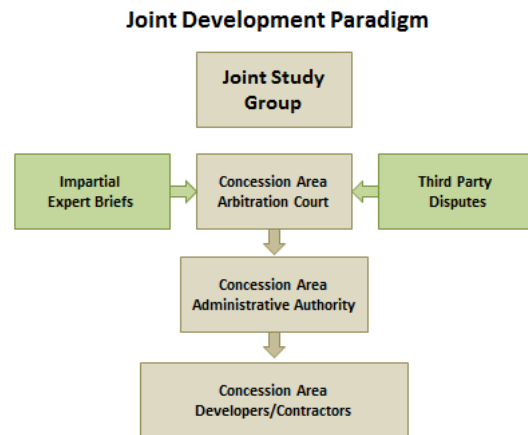 Joint Development Paradigm
Joint Study
Group
Impartial
Expert Briefs
Concession Area
Arbitration Court
Third Party
Disputes
Concession Area
Administrative Authority
Concession Area
Developers/Contractors